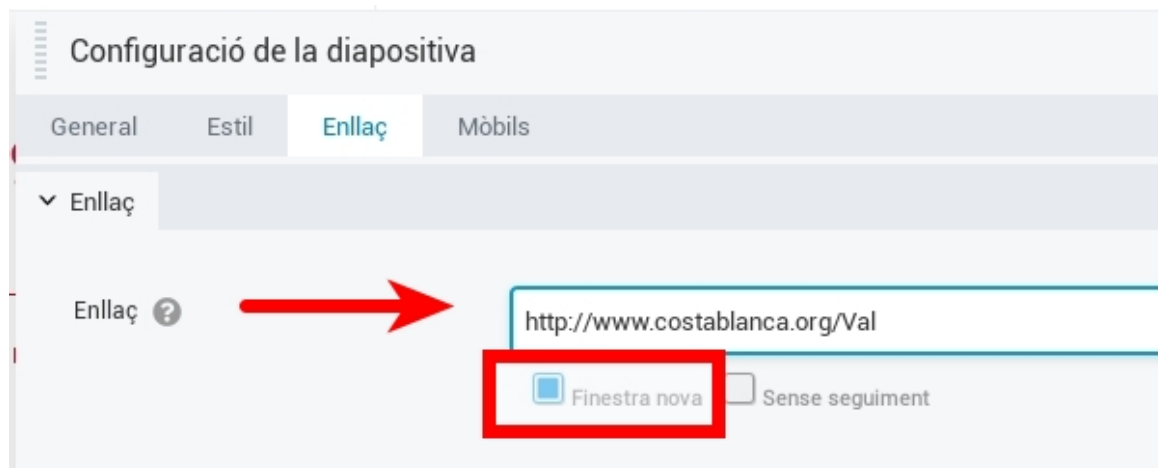 Configuració de la diapositiva
General Estil Enllaç Mòbils
Enllaç
Enllaç ?
http://www.costablanca.org/Val
Finestra nova Sense seguiment